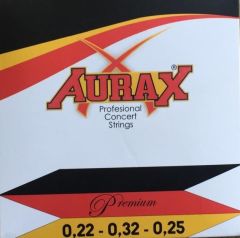 AURAX
Profesional
Concert
Strings
Premium
0,22 - 0,32 - 0,25